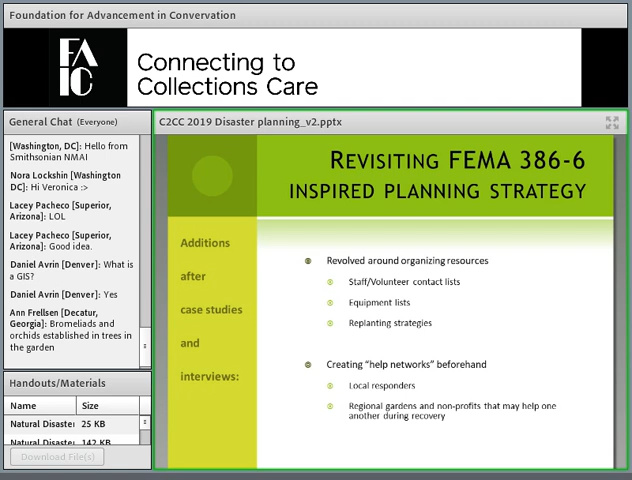 Foundation for Advancement in Convervation
FA
IC
Connecting to
Collections Care
General Chat (Everyone)
[Washington, DC]: Hello from
Smithsonian NMAI
Nora Lockshin [Washington
DC]: Hi Veronica :>
Lacey Pacheco [Superior,
Arizona]: LOL
Lacey Pacheco [Superior,
Arizona]: Good idea.
Daniel Avrin [Denver]: What is
a GIS?
Daniel Avrin [Denver]: Yes
Ann Frellsen [Decatur,
Georgia]: Bromeliads and
orchids established in trees in
the garden
Handouts/Materials
Name Size
Natural Disaste 25 KB
Natural Disaste 142 KB
Download File(s)
C2CC 2019 Disaster planning_v2.pptx
REVISITING FEMA 386-6
INSPIRED PLANNING STRATEGY
Additions
after
case studies
and
interviews:
Revolved around organizing resources
Staff/Volunteer contact lists
Equipment lists
Replanting strategies
Creating “help networks” beforehand
Local responders
Regional gardens and non-profits that may help one
another during recovery